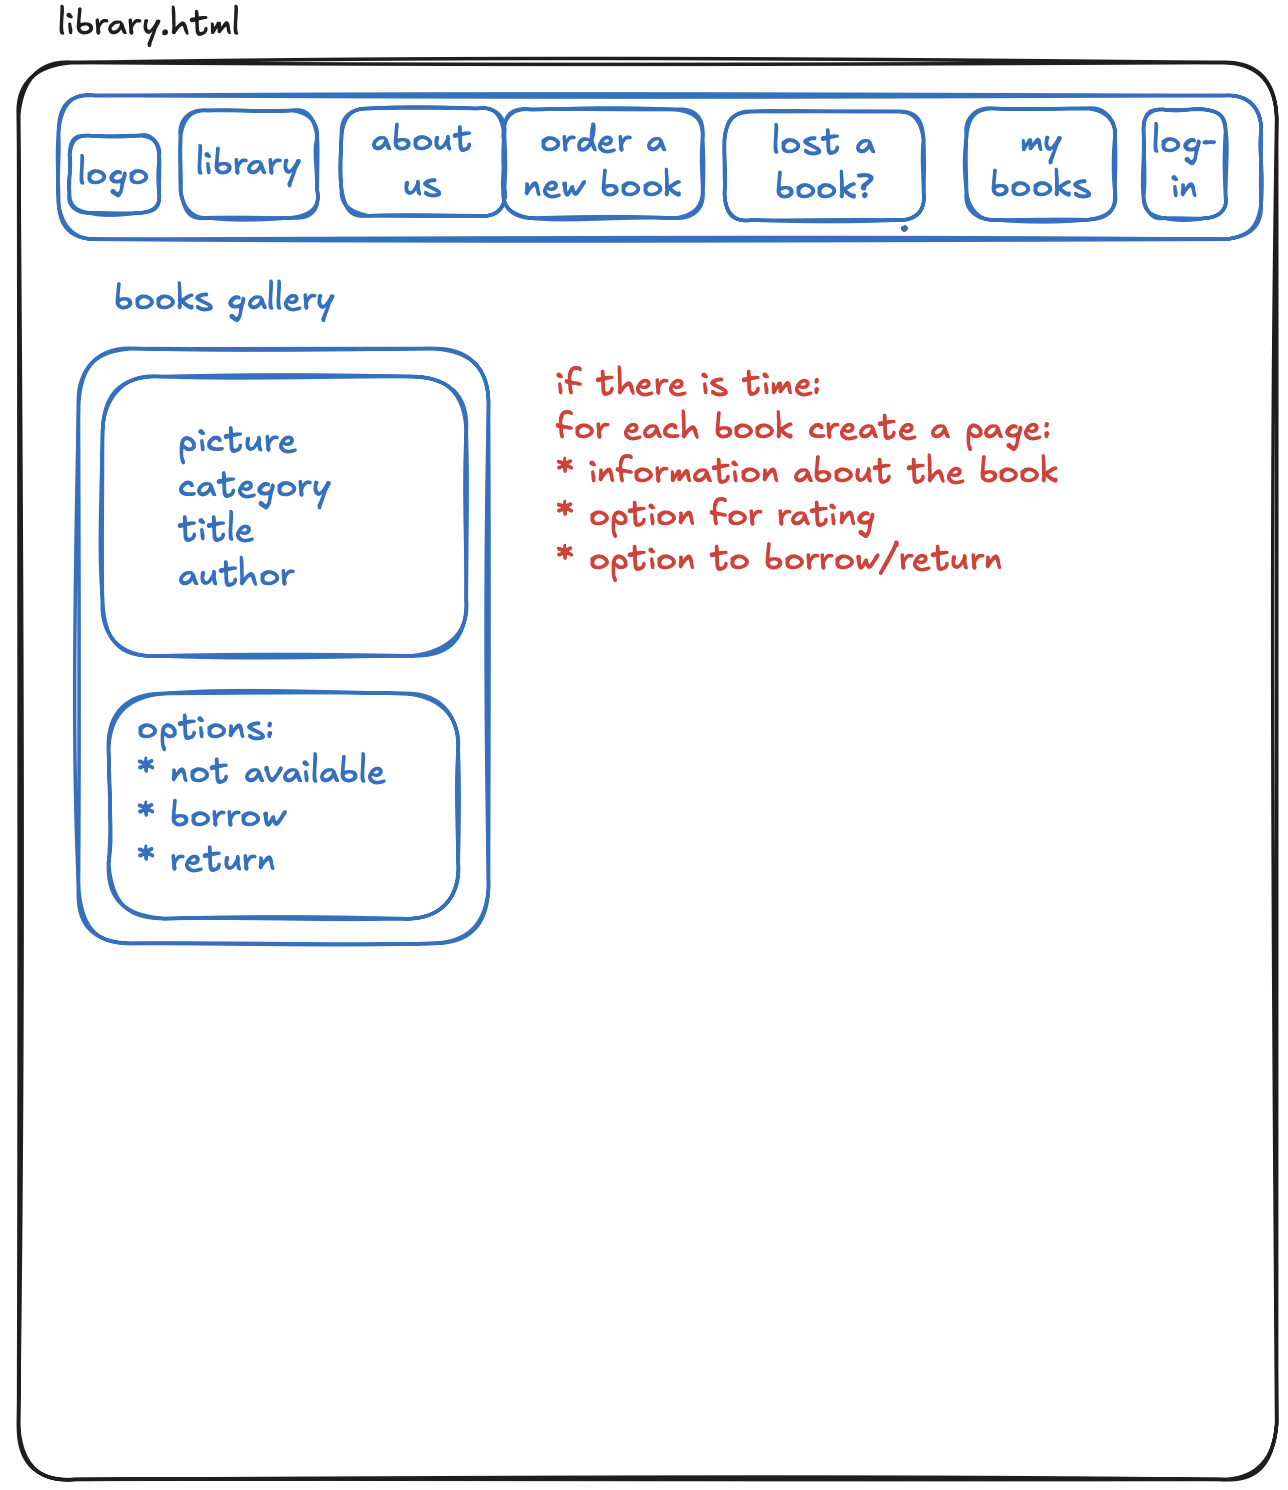 library.html
logo
library
about
us
order a
new book
lost a
book?
my
books
log-
in
books gallery
picture
category
title
author
if there is time:
for each book create a page:
* information about the book
* option for rating
* option to borrow/return
options:
* not available
* borrow
* return